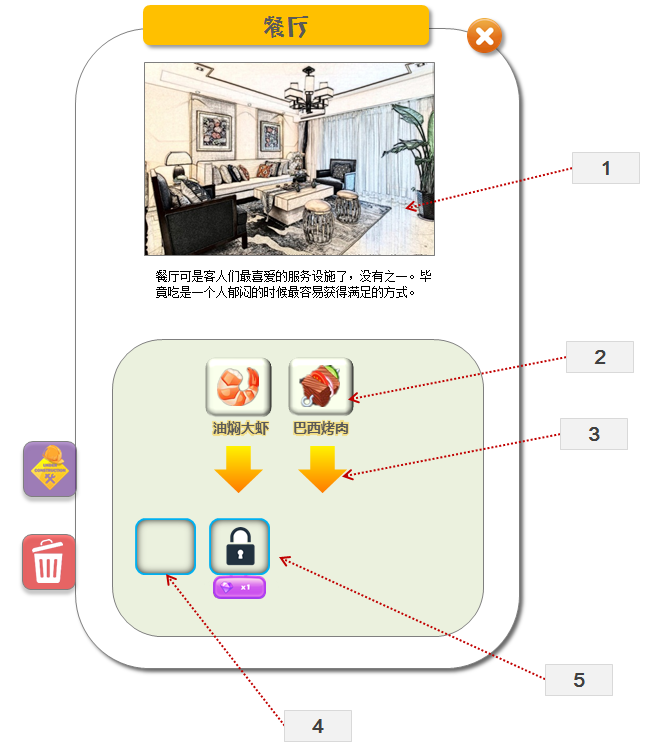 餐厅
1
餐厅可是客人们最喜爱的服务设施了，没有之一。毕
竟吃是一个人郁闷的时候最容易获得满足的方式。
2
油焖大虾
巴西烤肉
3
UNDER
CONSTRUCTION
x1
5
4